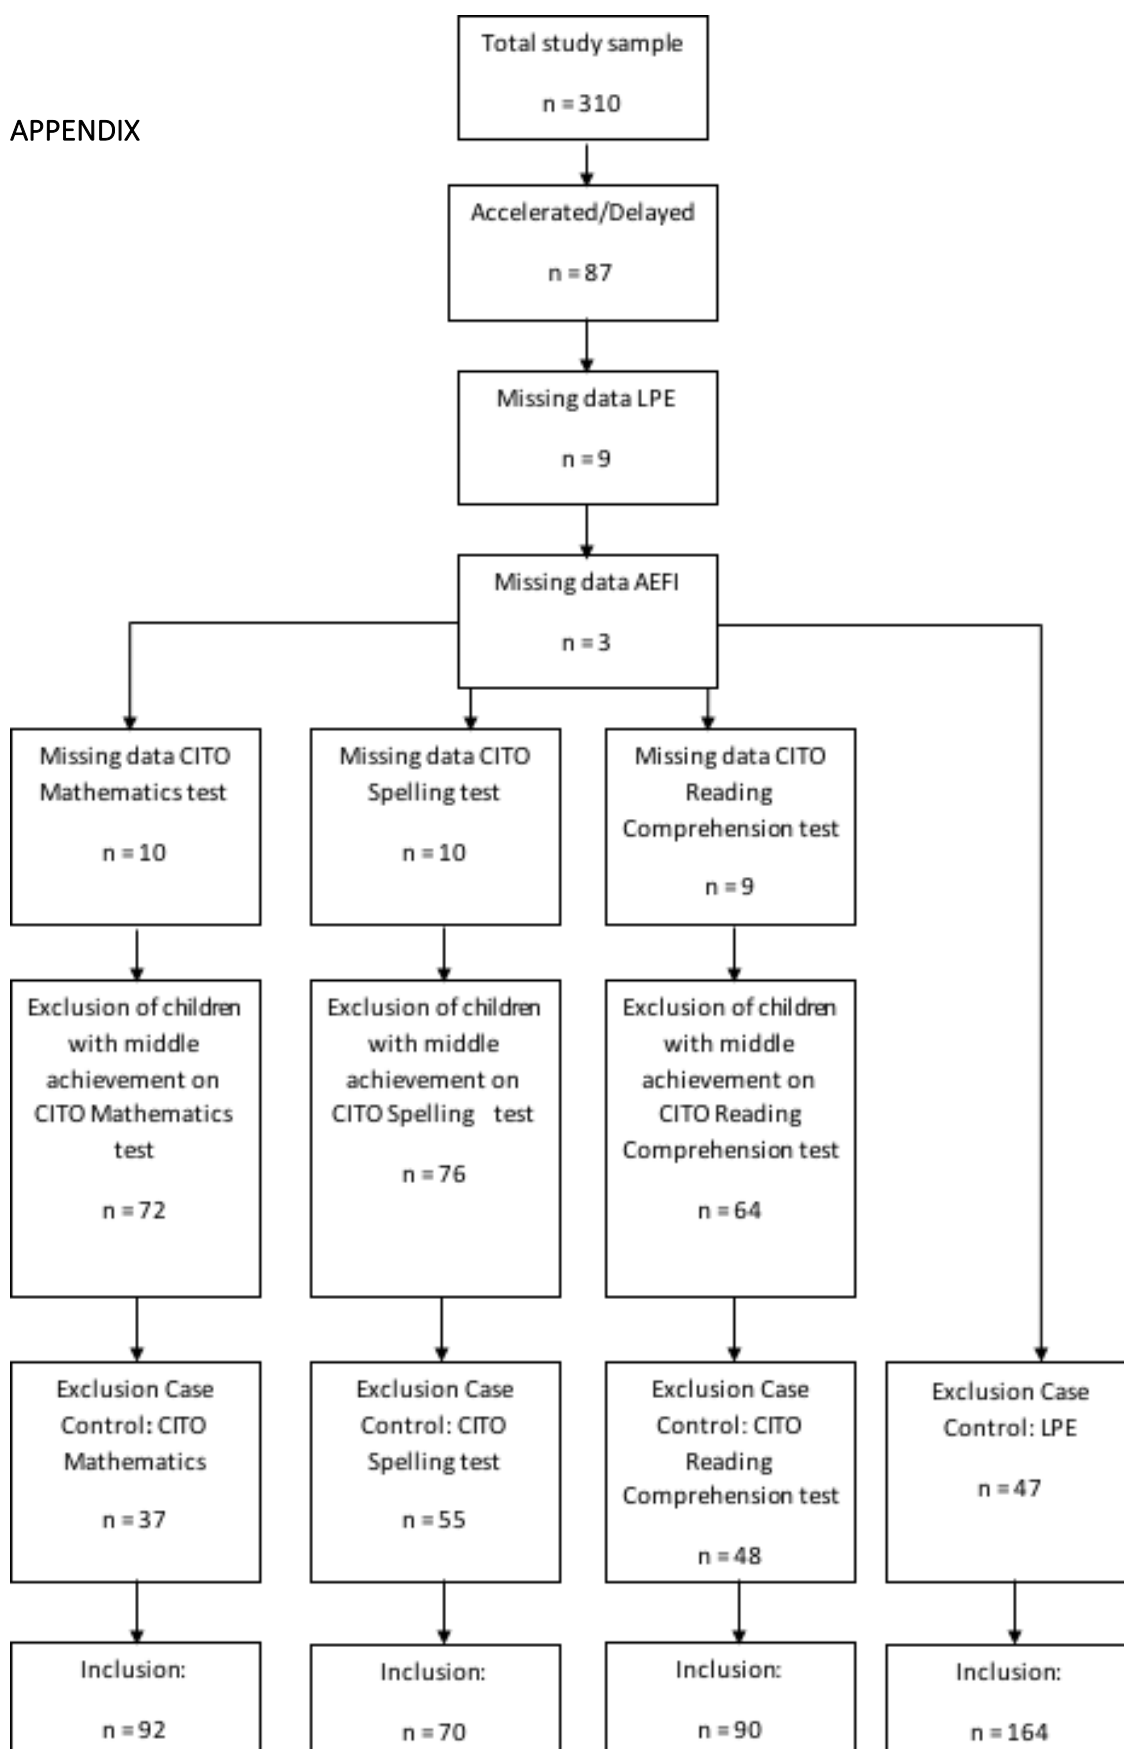 Total study sample
n = 310
APPENDIX
Accelerated/Delayed
n = 87
Missing data LPE
n = 9
Missing data AEFI
n = 3
Missing data CITO
Mathematics test
n = 10
Missing data CITO
Spelling test
n = 10
Missing data CITO
Reading
Comprehension test
n = 9
Exclusion of children
with middle
achievement on
CITO Mathematics
test
n = 72
Exclusion of children
with middle
achievement on
CITO Spelling test
n = 76
Exclusion of children
with middle
achievement on
CITO Reading
Comprehension test
n = 64
Exclusion Case
Control: CITO
Mathematics
n = 37
Exclusion Case
Control: CITO
Spelling test
n = 55
Exclusion Case
Control: CITO
Reading
Comprehension test
n = 48
Exclusion Case
Control: LPE
n = 47
Inclusion:
n = 92
Inclusion:
n = 70
Inclusion:
n = 90
Inclusion:
n = 164